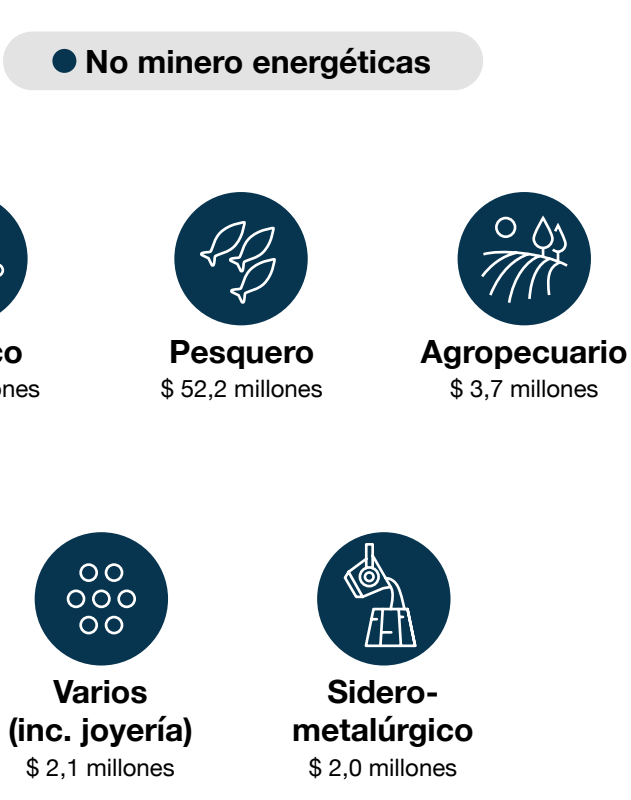 No minero energéticas
Pesquero
$ 52,2 millones
Agropecuario
$ 3,7 millones
Varios
(inc. joyería)
$ 2,1 millones
Sidero-
metalúrgico
$ 2,0 millones